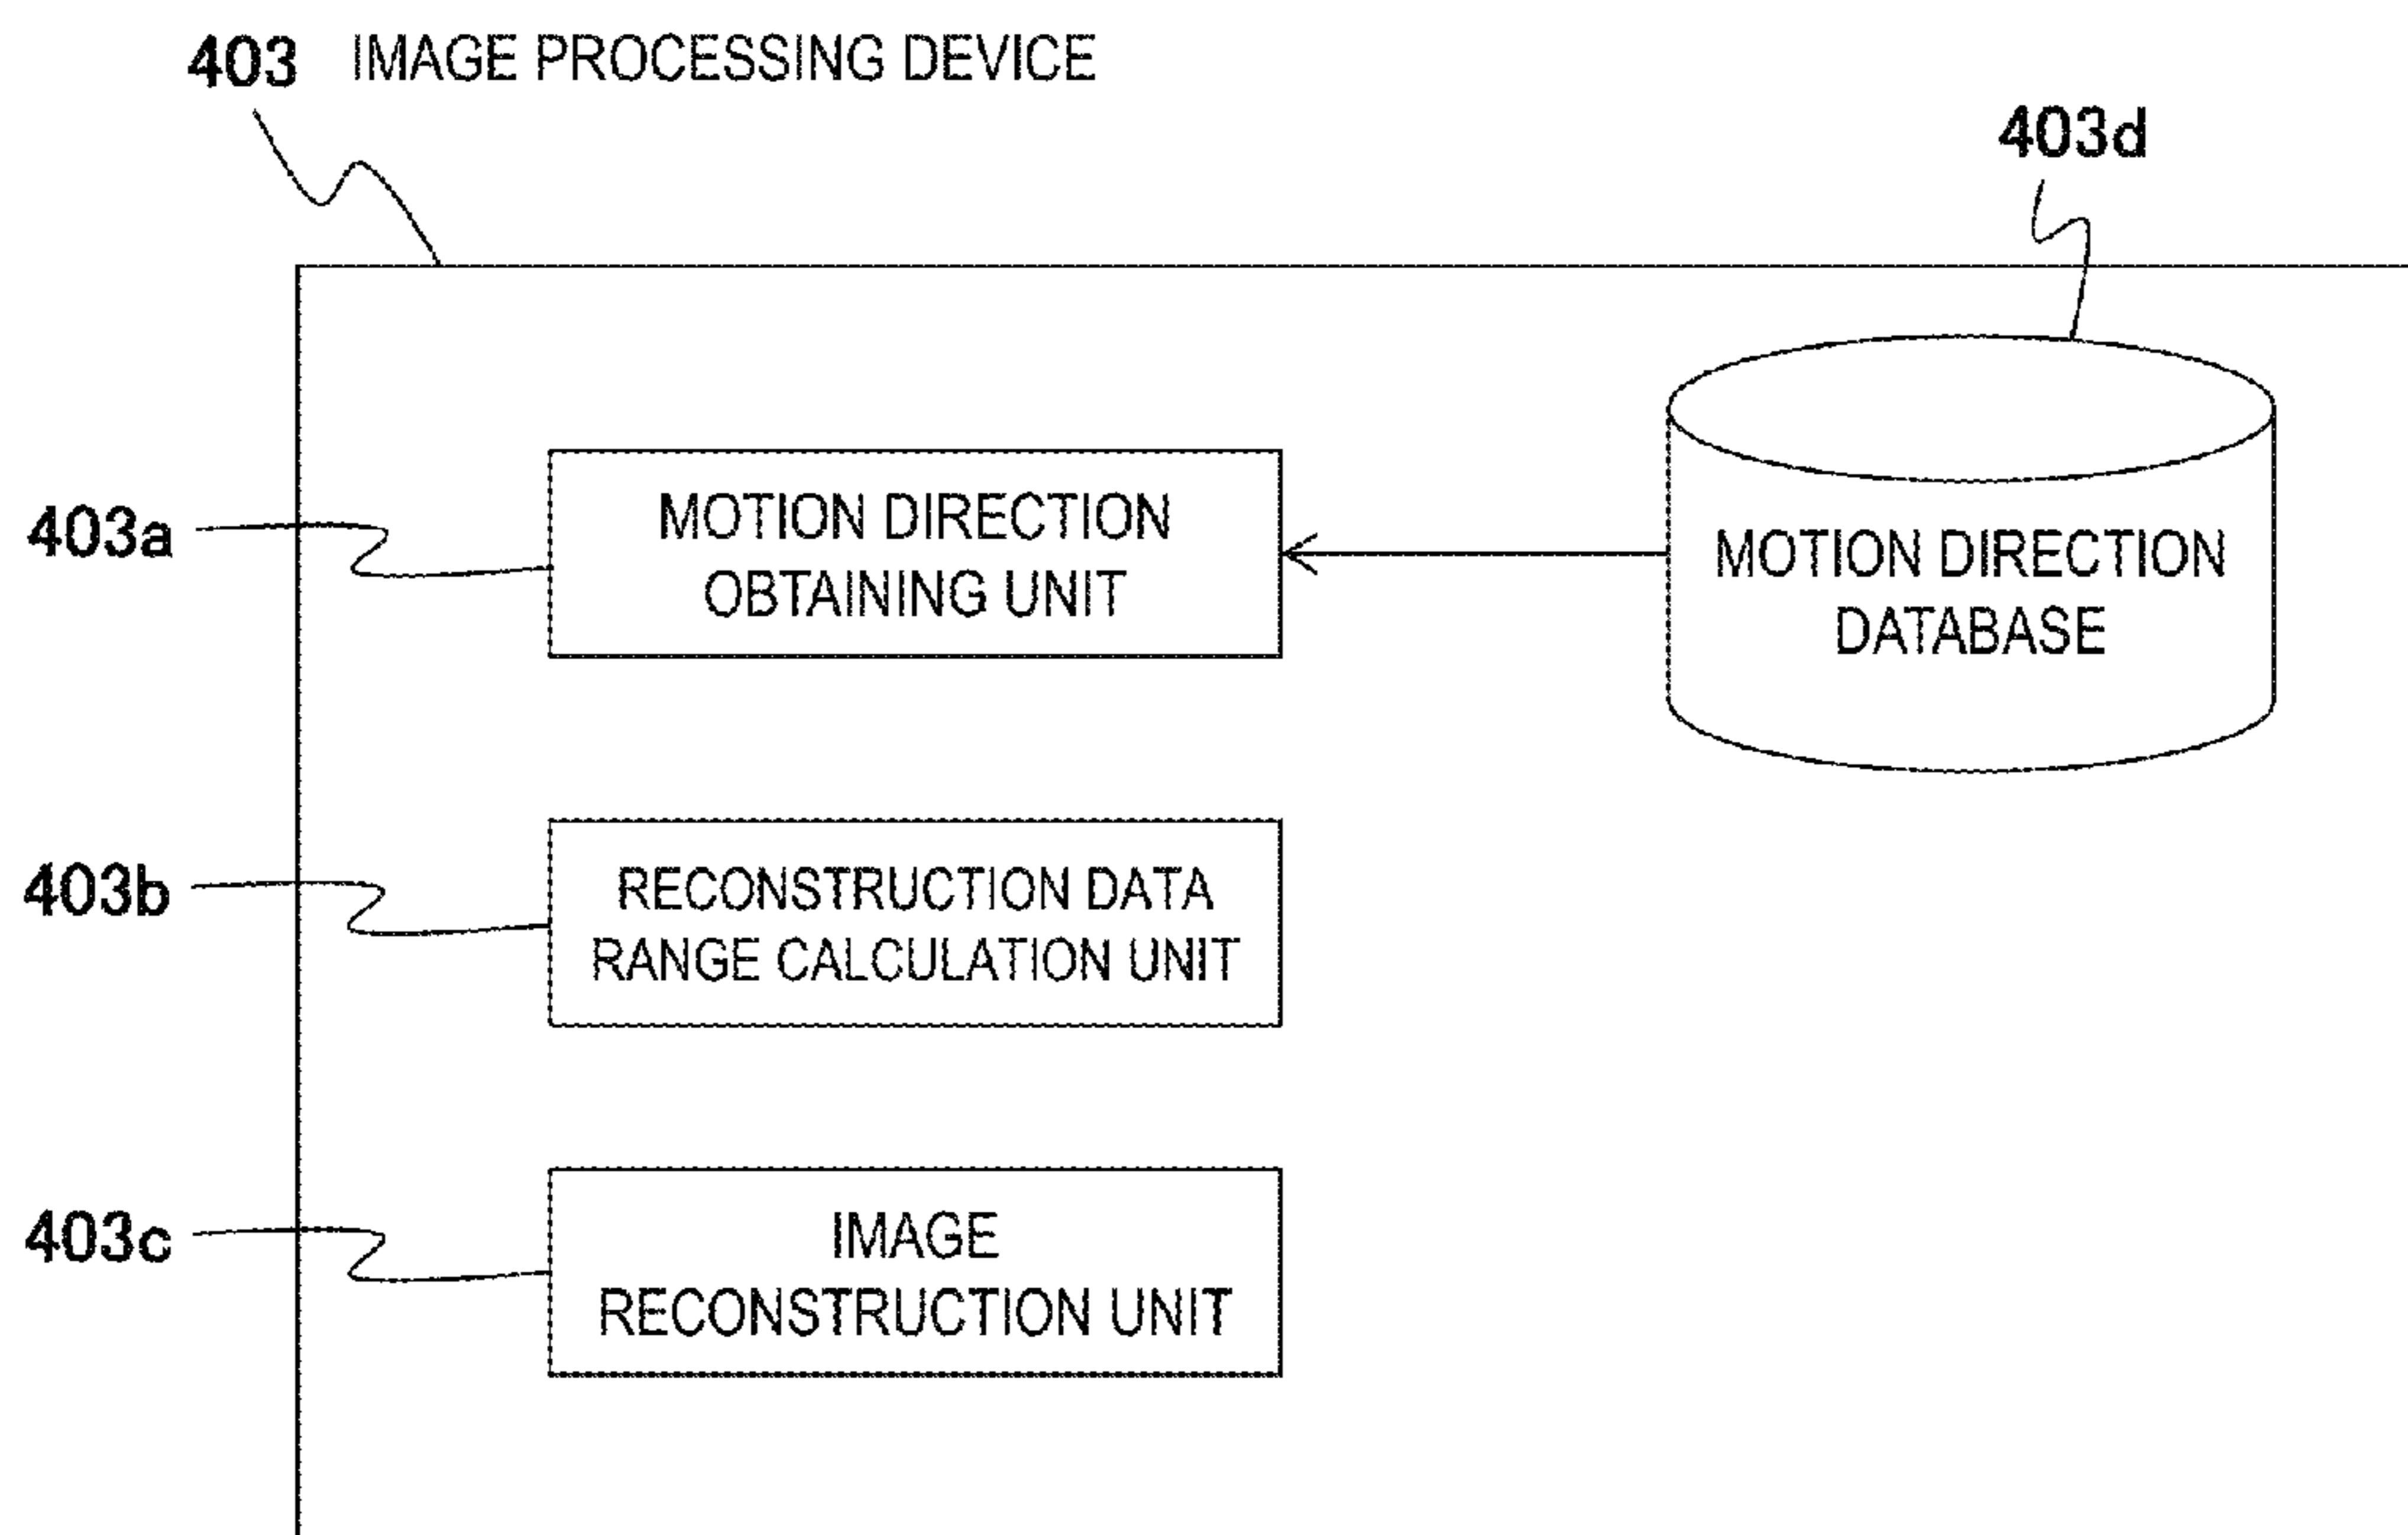 403 IMAGE PROCESSING DEVICE
403d
403a
MOTION DIRECTION
OBTAINING UNIT
MOTION DIRECTION
DATABASE
403b
RECONSTRUCTION DATA
RANGE CALCULATION UNIT
403c
IMAGE
RECONSTRUCTION UNIT